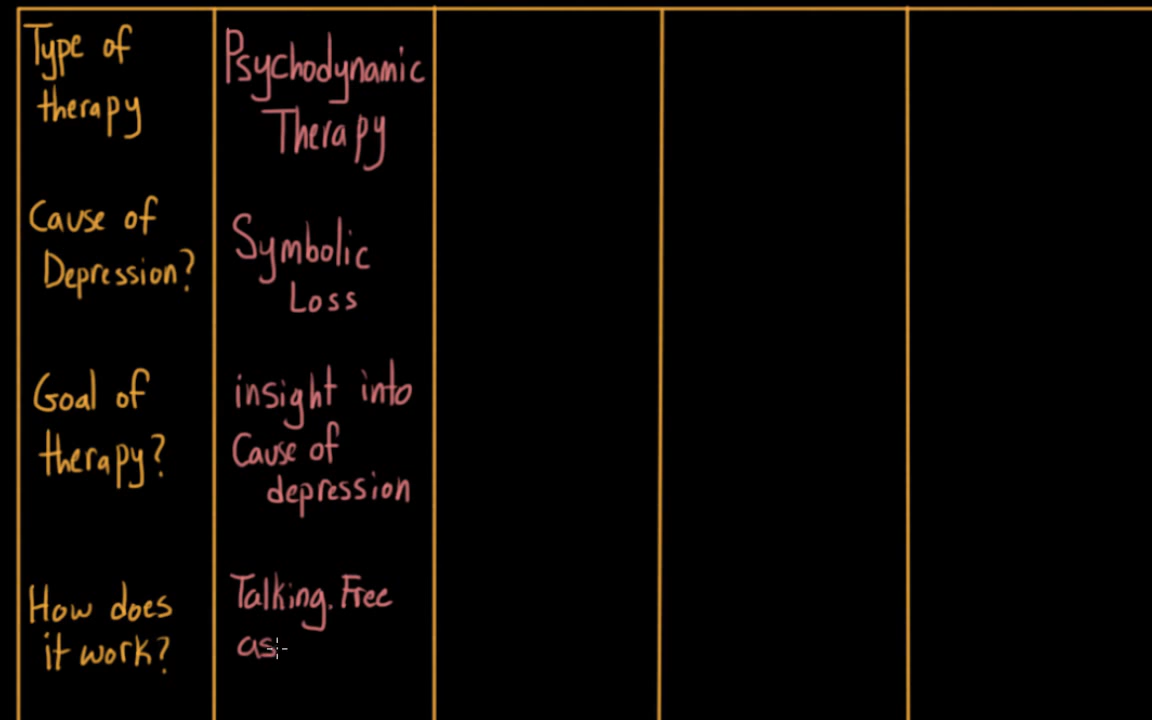 Type of
therapy
Psychodynamic
Therapy
Cause of
Depression?
Symbolic
Loss
Goal of
therapy?
insight into
Cause of
depression
How does
it work?
Talking. Free
as